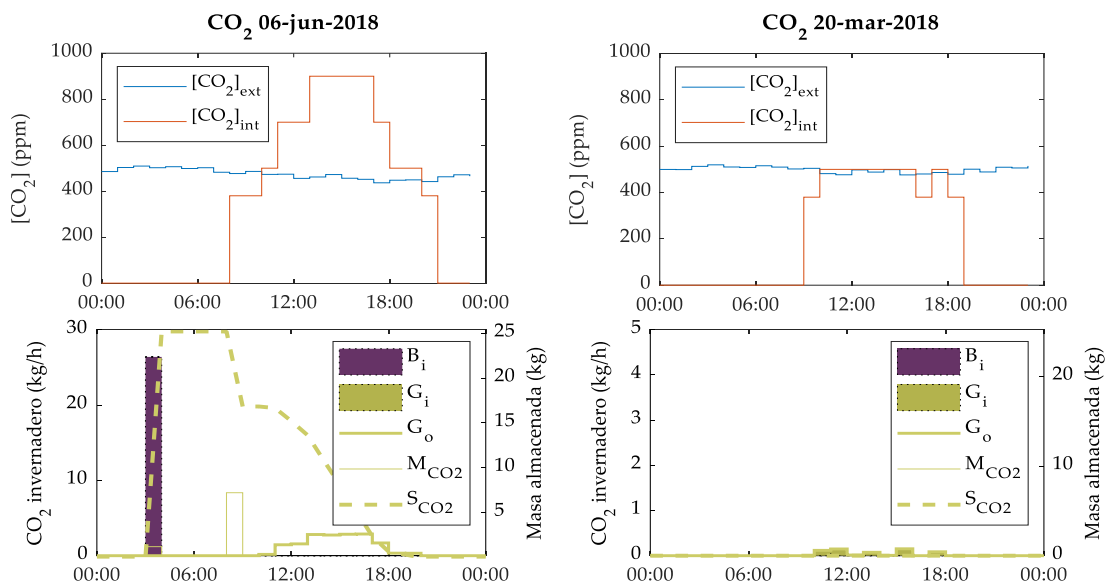 CO2 06-jun-2018
1000
800
600
400
200
0
[CO2] (ppm)
[CO2]ext
[CO2]int
00:00 06:00 12:00 18:00 00:00
CO2 20-mar-2018
1000
800
600
400
200
0
[CO2] (ppm)
[CO2]ext
[CO2]int
00:00 06:00 12:00 18:00 00:00
30
20
10
0
CO2 invernadero (kg/h)
25
20
15
10
5
0
Masa almacenada (kg)
Bi
Gi
Go
MCO2
SCO2
00:00 06:00 12:00 18:00 00:00
5
4
3
2
1
0
CO2 invernadero (kg/h)
20
10
0
Masa almacenada (kg)
Bi
Gi
Go
MCO2
SCO2
00:00 06:00 12:00 18:00 00:00